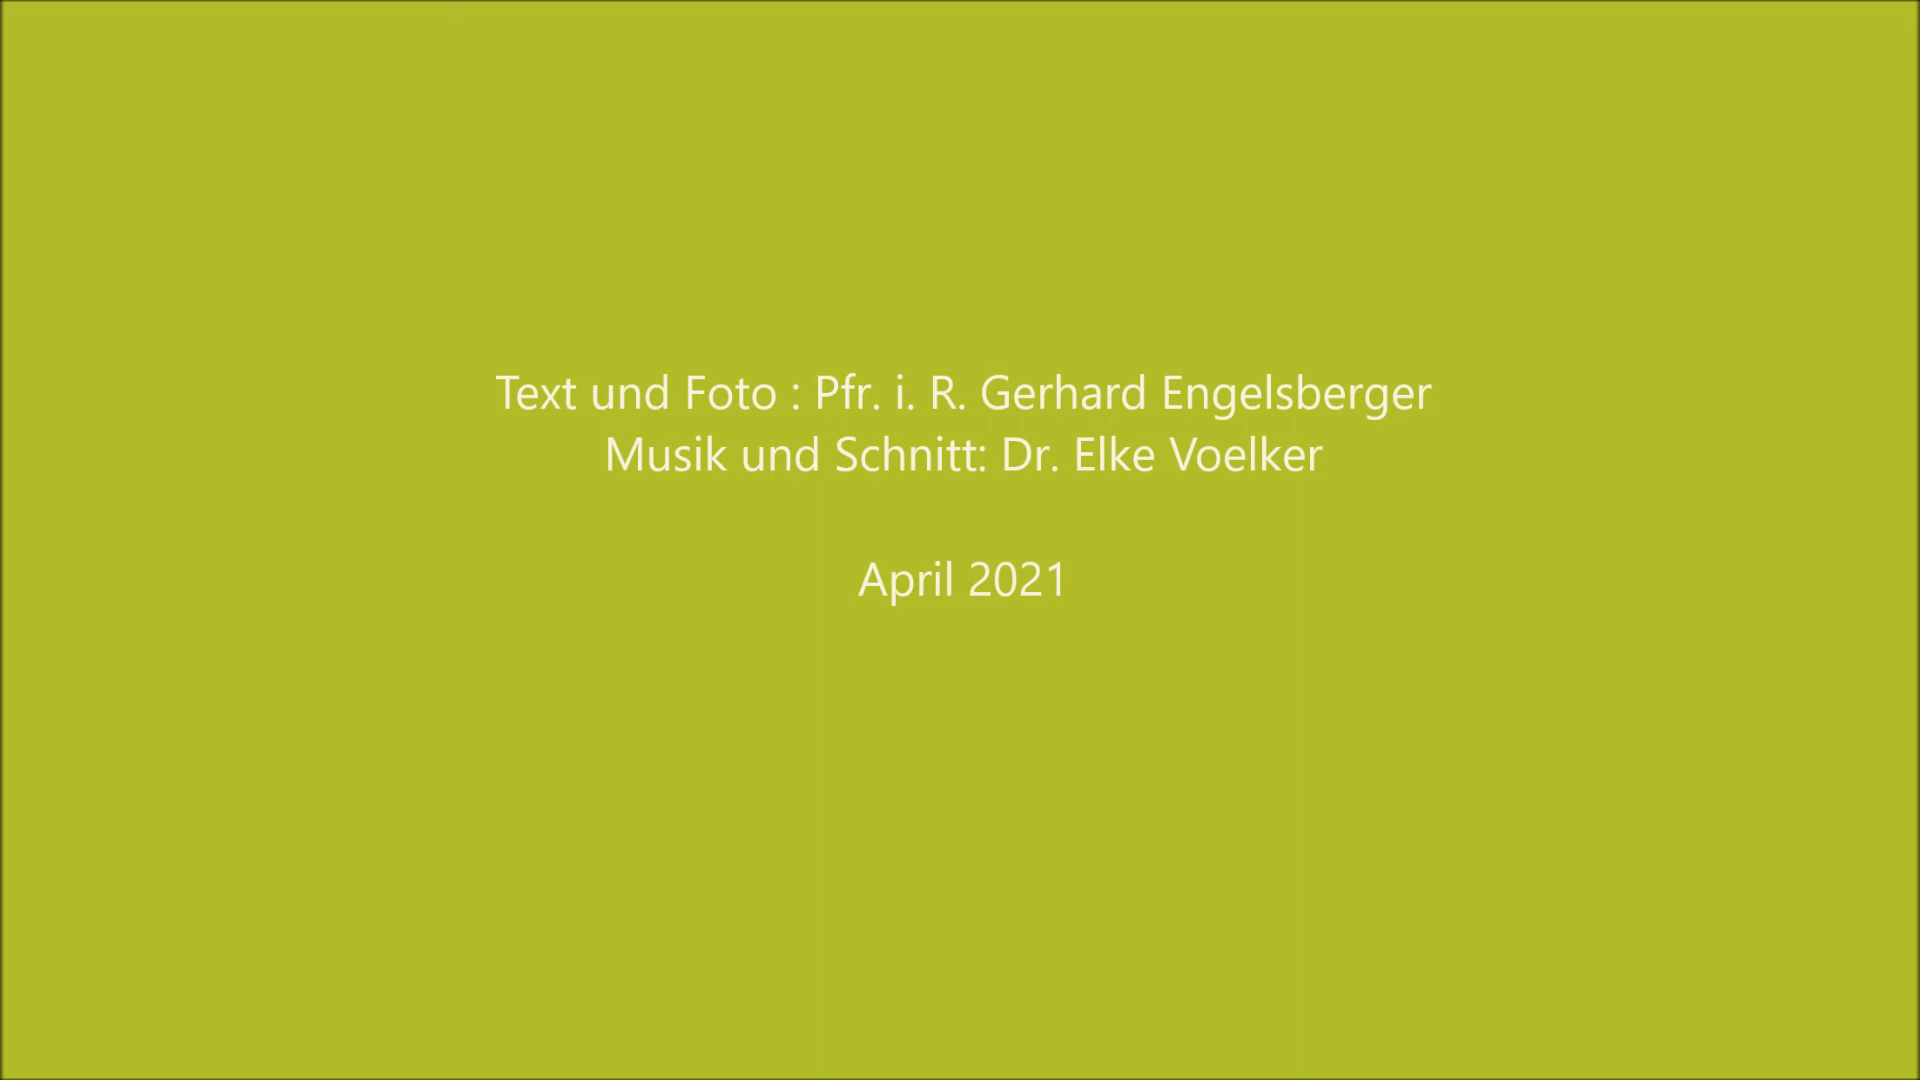 Text und Foto : Pfr. i. R. Gerhard Engelsberger
Musik und Schnitt: Dr. Elke Voelker
April 2021